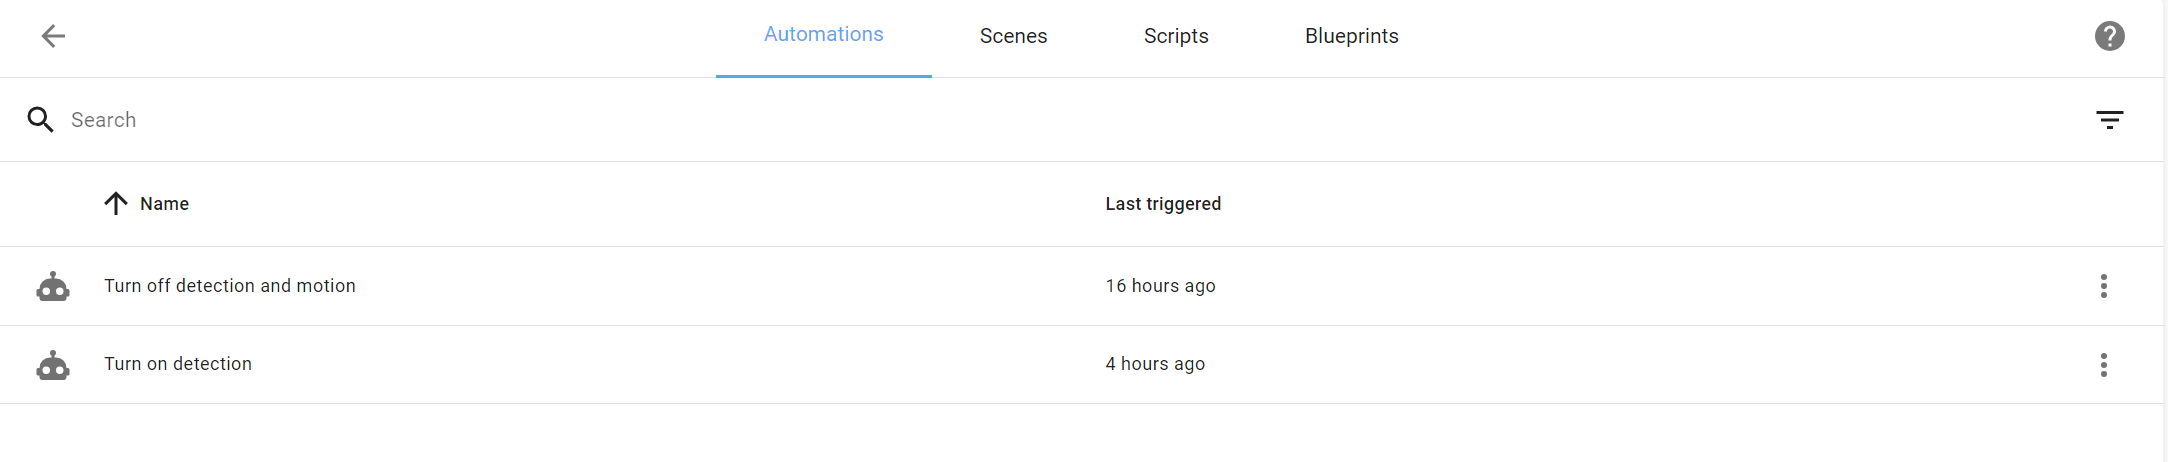 Automations Scenes Scripts Blueprints
Search
Name Last triggered
Turn off detection and motion 16 hours ago
Turn on detection 4 hours ago